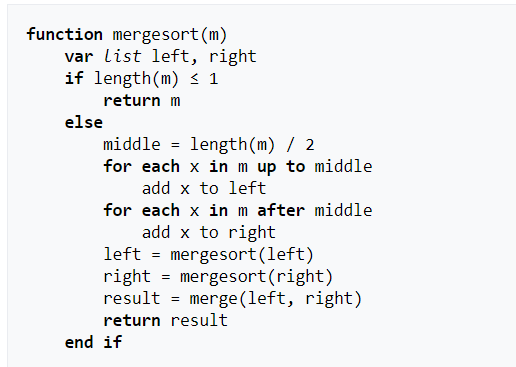 function mergesort(m)
    var list left, right
    if length(m) ≤ 1
        return m
    else
        middle = length(m) / 2
        for each x in m up to middle
            add x to left
        for each x in m after middle
            add x to right
        left = mergesort(left)
        right = mergesort(right)
        result = merge(left, right)
        return result
    end if